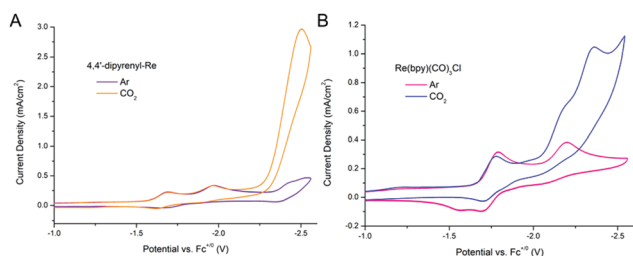 A
4,4'-dipyrenyl-Re
Ar
CO2
Current Density (mA/cm²)
3.0
2.5
2.0
1.5
1.0
0.5
0.0
-1.0
-1.5
-2.0
-2.5
Potential vs. Fc+/0 (V)
B
Re(bpy)(CO)3Cl
Ar
CO2
Current Density (mA/cm²)
1.2
1.0
0.8
0.6
0.4
0.2
0.0
-0.2
-1.0
-1.5
-2.0
-2.5
Potential vs. Fc+/0 (V)